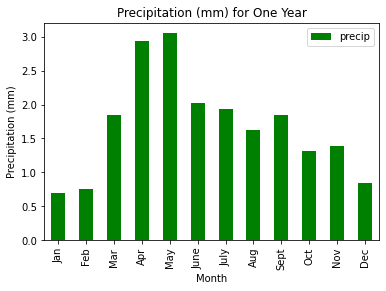 Precipitation (mm) for One Year
precip
Precipitation (mm)
3.0
2.5
2.0
1.5
1.0
0.5
0.0
Jan
Feb
Mar
Apr
May
June
July
Aug
Sept
Oct
Nov
Dec
Month